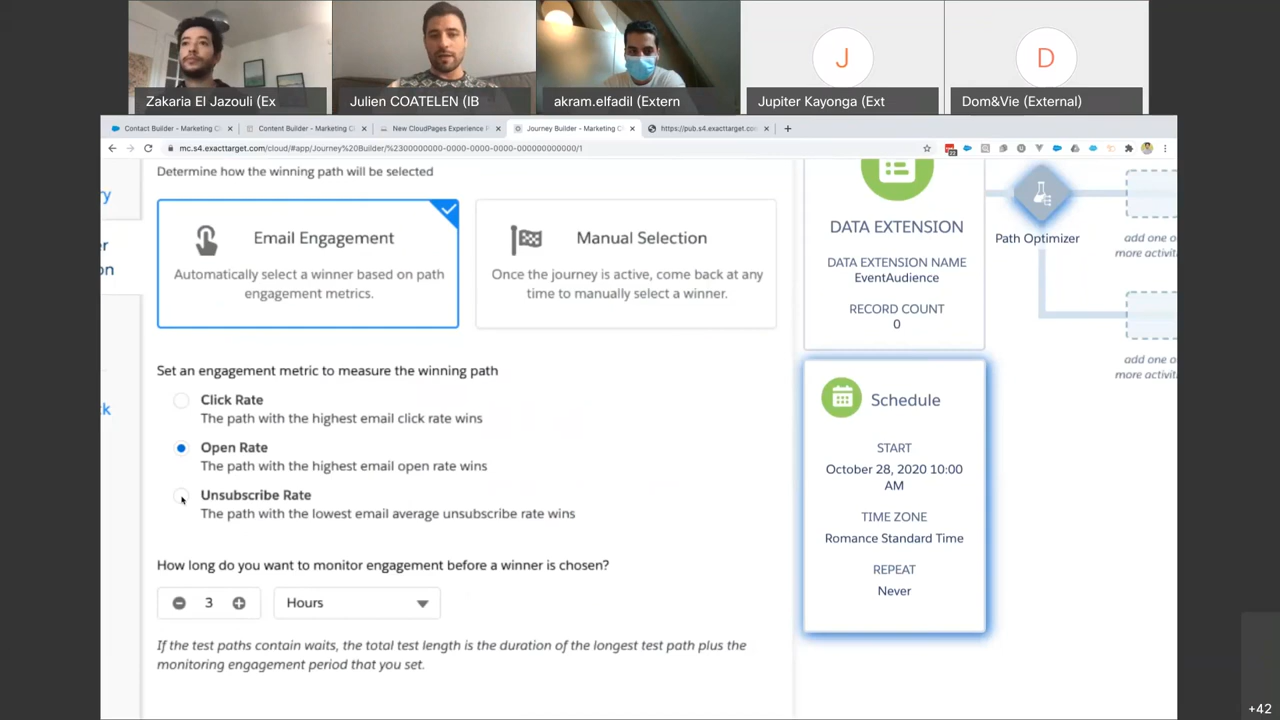 Zakaria El Jazouli (Ex
Julien COATELEN (IB
akram.elfadil (Extern
J
Jupiter Kayonga (Ext
D
Dom&Vie (External)
Contact Builder - Marketing C
Content Builder - Marketing C
New CloudPages Experience P
Journey Builder - Marketing C
https://pub.s4.exacttarget.co
mc.s4.exacttarget.com/cloud/#app/Journey%20Builder/%2300000000-0000-0000-0000-000000000000/1
ry
er
on
k
Determine how the winning path will be selected
Email Engagement
Automatically select a winner based on path
engagement metrics.
Manual Selection
Once the journey is active, come back at any
time to manually select a winner.
Set an engagement metric to measure the winning path
Click Rate
The path with the highest email click rate wins
Open Rate
The path with the highest email open rate wins
Unsubscribe Rate
The path with the lowest email average unsubscribe rate wins
How long do you want to monitor engagement before a winner is chosen?
3
Hours
If the test paths contain waits, the total test length is the duration of the longest test path plus the
monitoring engagement period that you set.
DATA EXTENSION
DATA EXTENSION NAME
EventAudience
RECORD COUNT
0
Schedule
START
October 28, 2020 10:00
AM
TIME ZONE
Romance Standard Time
REPEAT
Never
Path Optimizer
add one o
more activit
add one o
more activit
+42